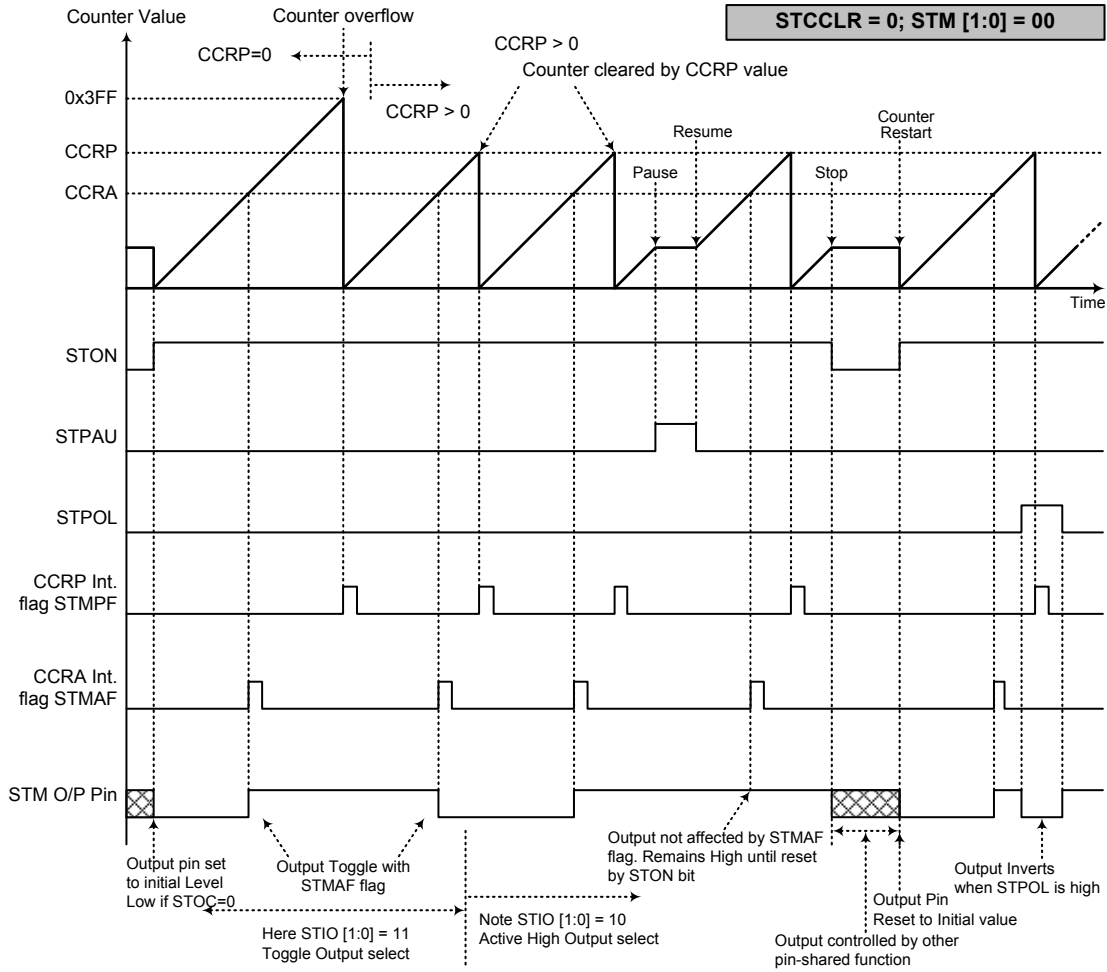 Counter Value
Counter overflow
STCCLR = 0; STM [1:0] = 00
CCRP=0
CCRP > 0
CCRP > 0
Counter cleared by CCRP value
0x3FF
CCRP
CCRA
Pause
Resume
Stop
Counter
Restart
Time
STON
STPAU
STPOL
CCRP Int.
flag STMPF
CCRA Int.
flag STMAF
STM O/P Pin
Output pin set
to initial Level
Low if STOC=0
Output Toggle with
STMAF flag
Here STIO [1:0] = 11
Toggle Output select
Note STIO [1:0] = 10
Active High Output select
Output not affected by STMAF
flag. Remains High until reset
by STON bit
Output controlled by other
pin-shared function
Output Pin
Reset to Initial value
Output Inverts
when STPOL is high